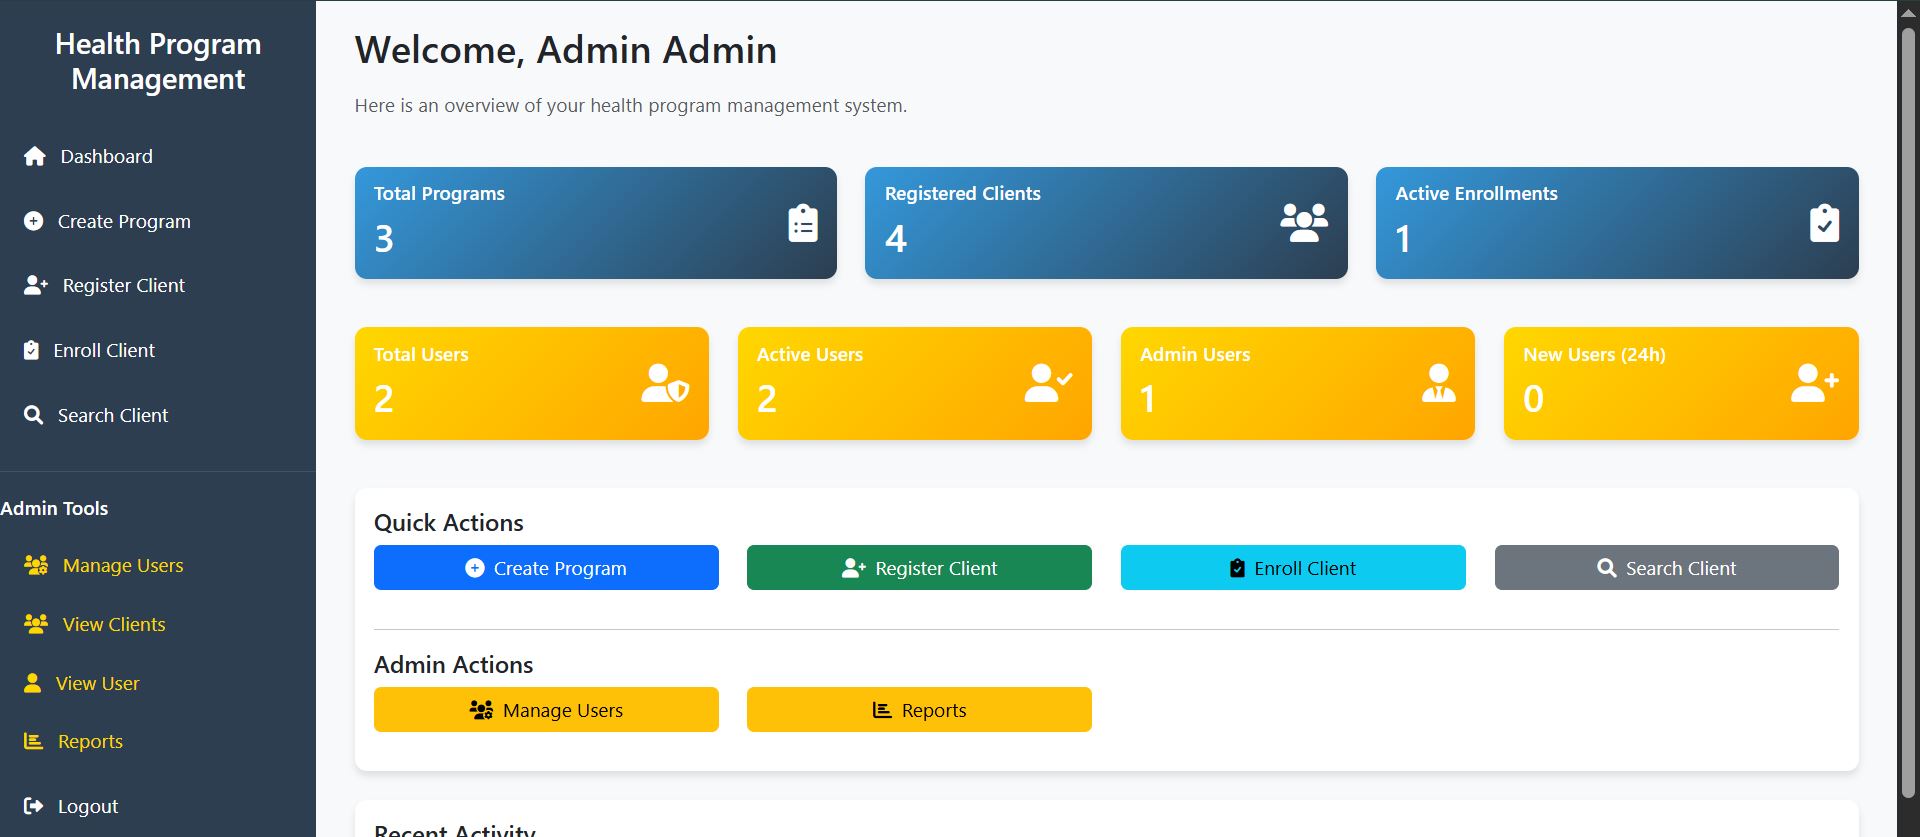 Health Program
Management
Dashboard
Create Program
Register Client
Enroll Client
Search Client
Admin Tools
Manage Users
View Clients
View User
Reports
Logout
Welcome, Admin Admin
Here is an overview of your health program management system.
Total Programs
3
Registered Clients
4
Active Enrollments
1
Total Users
2
Active Users
2
Admin Users
1
New Users (24h)
0
Quick Actions
Create Program
Register Client
Enroll Client
Search Client
Admin Actions
Manage Users
Reports
Recent Activity